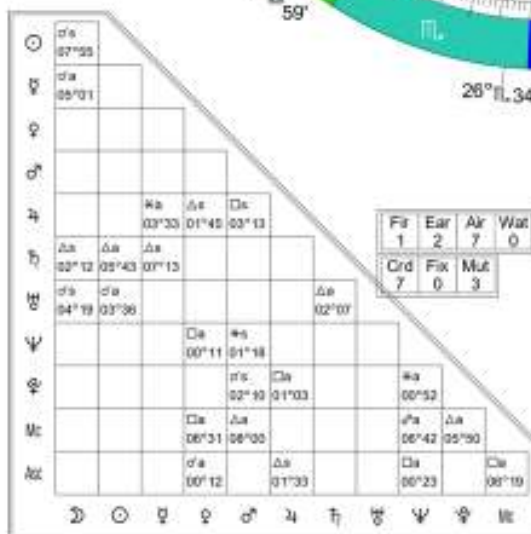 59'
♏
26°♏ 34
☉ ☌s
07°55
☿ ☌a
05°01
♀
♂
♃ ⚹a △s □s
03°33 01°45 03°13
♄ △s △a △s
02°12 05°43 07°13
♅ ☌s ☌a △a
04°19 03°36 02°07
♆ □a ⚹s
00°11 01°18
♇ ☌s □a ⚹a
02°10 01°03 00°52
Mc □a △a ☍a △a
06°31 08°00 06°42 05°50
Asc ☌a △s □a □a
00°12 01°33 00°23 06°19
☽ ☉ ☿ ♀ ♂ ♃ ♄ ♅ ♆ ♇ Mc
Fir Ear Air Wat
1 2 7 0
Crd Fix Mut
7 0 3